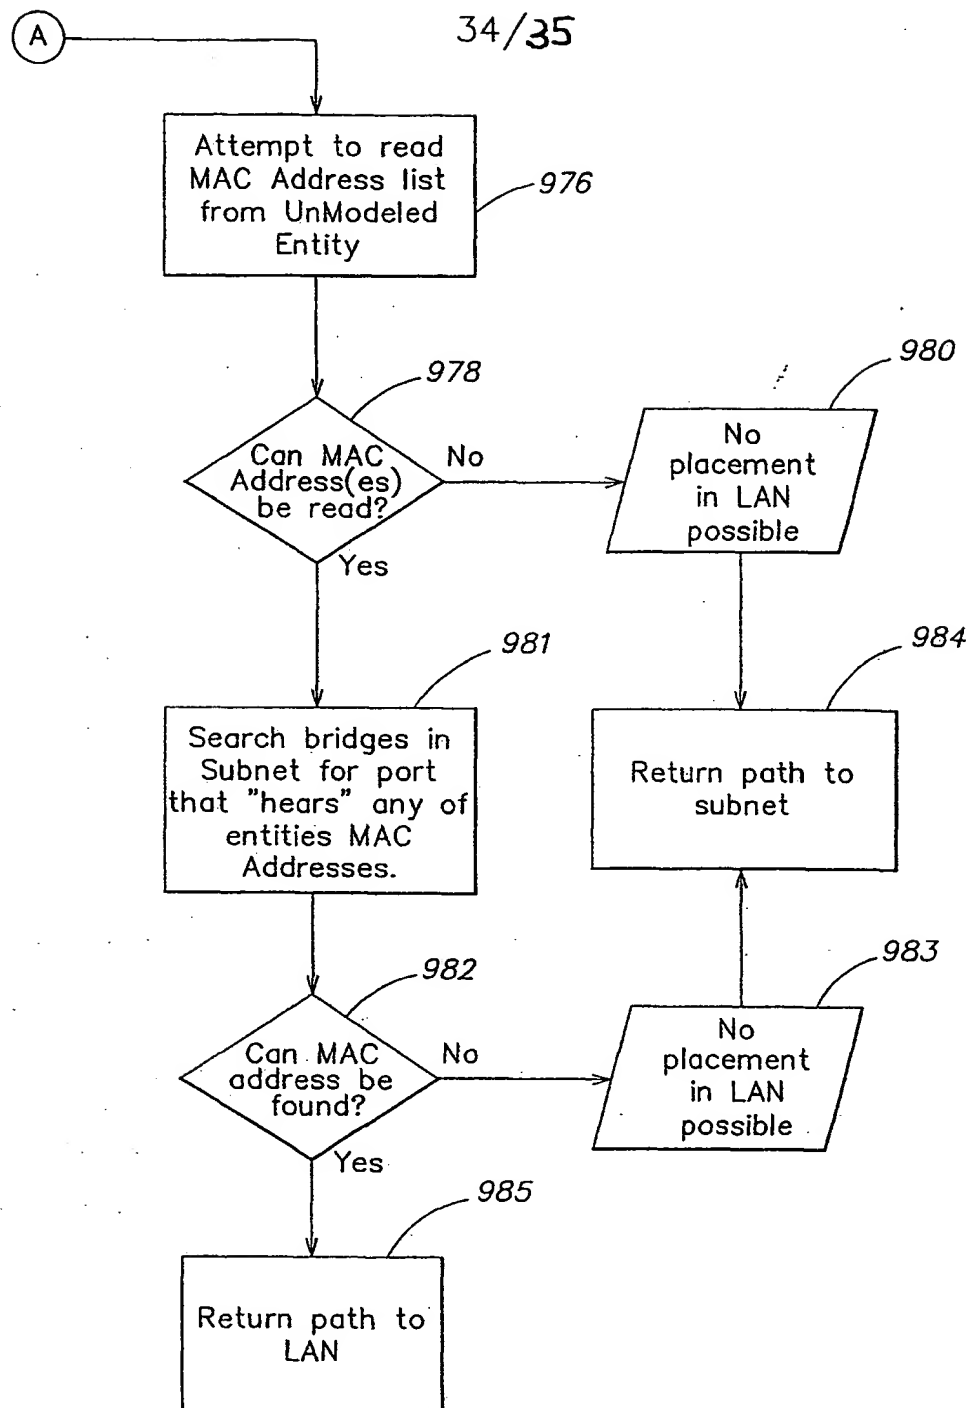 A
34/35
Attempt to read
MAC Address list
from UnModeled
Entity
976
978
Can MAC
Address(es)
be read?
No
Yes
980
No
placement
in LAN
possible
981
Search bridges in
Subnet for port
that "hears" any of
entities MAC
Addresses.
984
Return path to
subnet
982
Can MAC
address be
found?
No
Yes
983
No
placement
in LAN
possible
985
Return path to
LAN